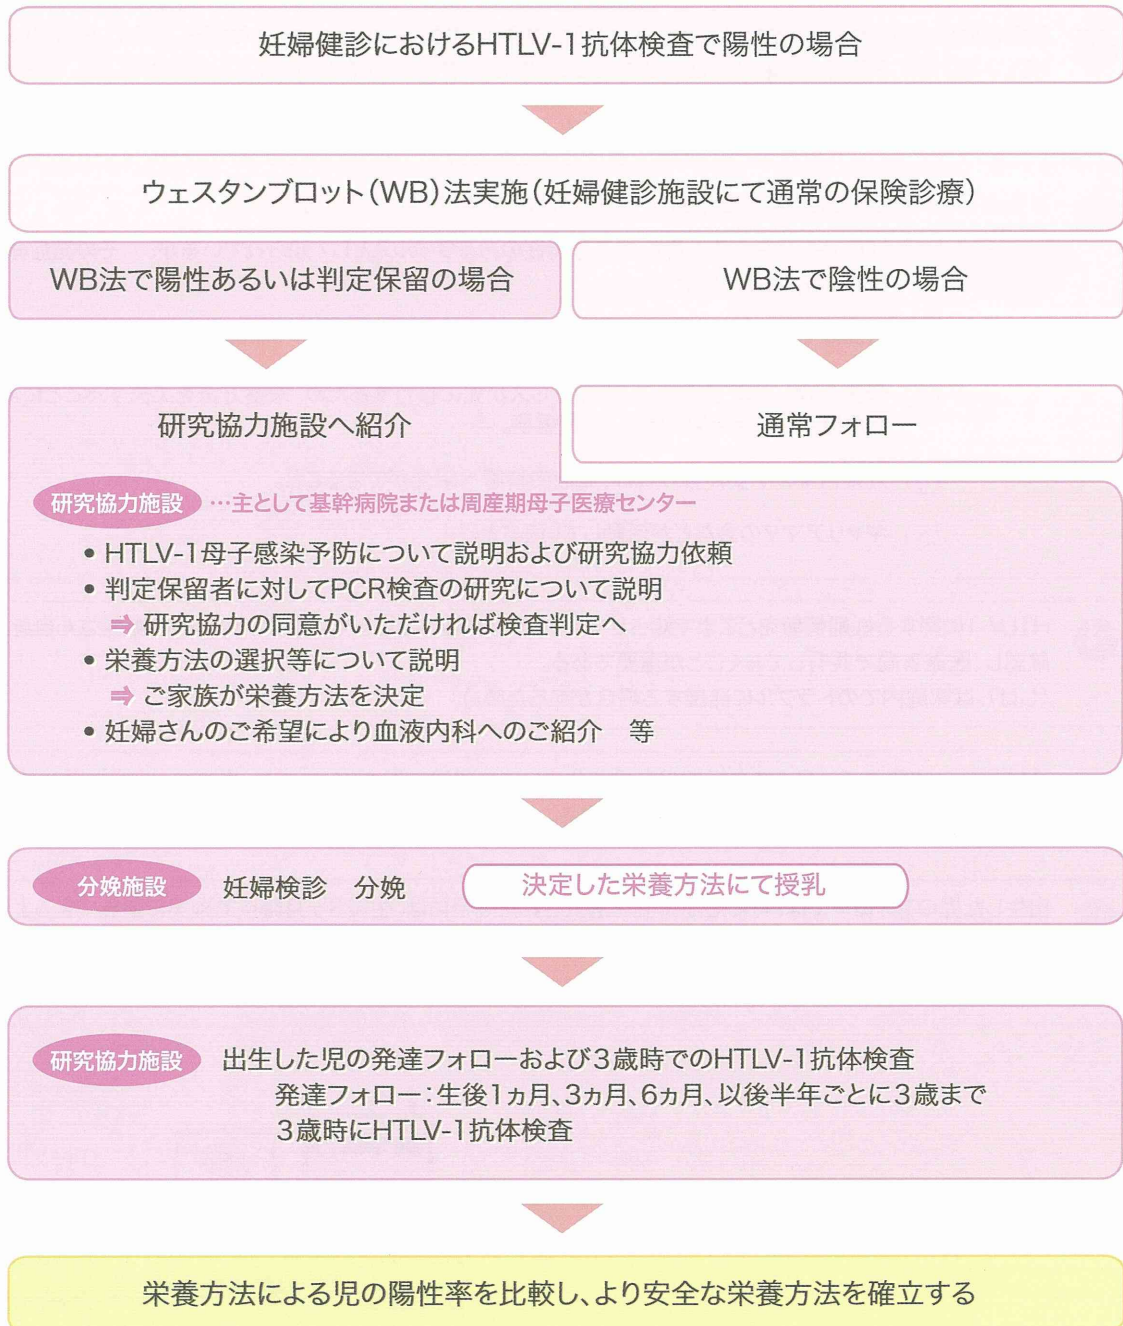 妊婦健診におけるHTLV-1抗体検査で陽性の場合
ウェスタンブロット(WB)法実施(妊婦健診施設にて通常の保険診療)
WB法で陽性あるいは判定保留の場合
WB法で陰性の場合
研究協力施設へ紹介
通常フォロー
研究協力施設 …主として基幹病院または周産期母子医療センター
• HTLV-1母子感染予防について説明および研究協力依頼
• 判定保留者に対してPCR検査の研究について説明
⇒ 研究協力の同意がいただければ検査判定へ
• 栄養方法の選択等について説明
⇒ ご家族が栄養方法を決定
• 妊婦さんのご希望により血液内科へのご紹介 等
分娩施設 妊婦検診 分娩 決定した栄養方法にて授乳
研究協力施設 出生した児の発達フォローおよび3歳時でのHTLV-1抗体検査
発達フォロー:生後1ヵ月、3ヵ月、6ヵ月、以後半年ごとに3歳まで
3歳時にHTLV-1抗体検査
栄養方法による児の陽性率を比較し、より安全な栄養方法を確立する